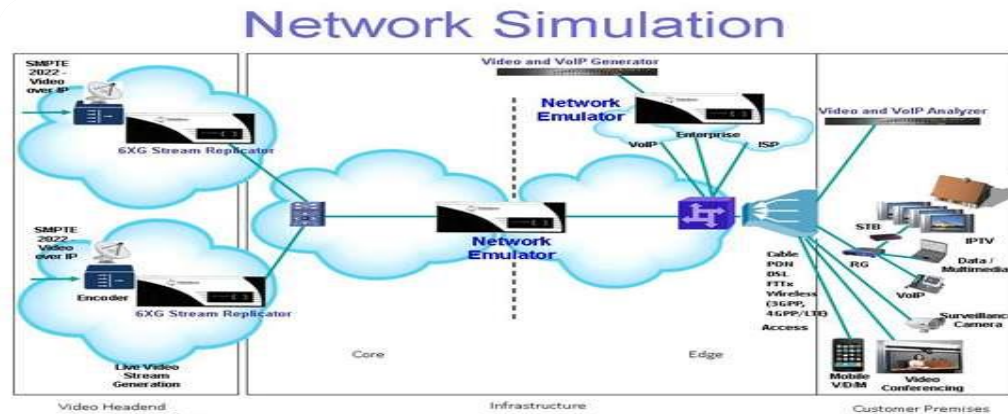 Network Simulation
SMPTE
2022 -
Video
over IP
6XG Stream Replicator
SMPTE
2022 -
Video
over IP
Encoder
6XG Stream Replicator
Live Video
Stream
Generation
Video Headend
Video and VoIP Generator
Network
Emulator
Enterprise
VoIP
ISP
Network
Emulator
Core
Edge
Infrastructure
Video and VoIP Analyzer
Cable
PON
DSL
FTTx
Wireless
(3GPP,
4GPP/LTE)
Access
STB
IPTV
RG
Data /
Multimedia
VoIP
Surveillance
Camera
Mobile
V/D/M
Video
Conferencing
Customer Premises